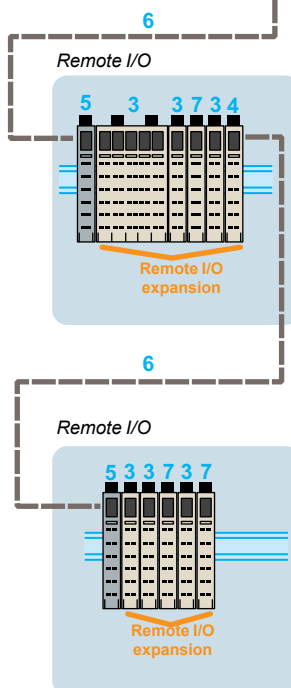 6
Remote I/O
5 3 3 7 3 4
Remote I/O
expansion
6
Remote I/O
5 3 3 7 3 7
Remote I/O
expansion